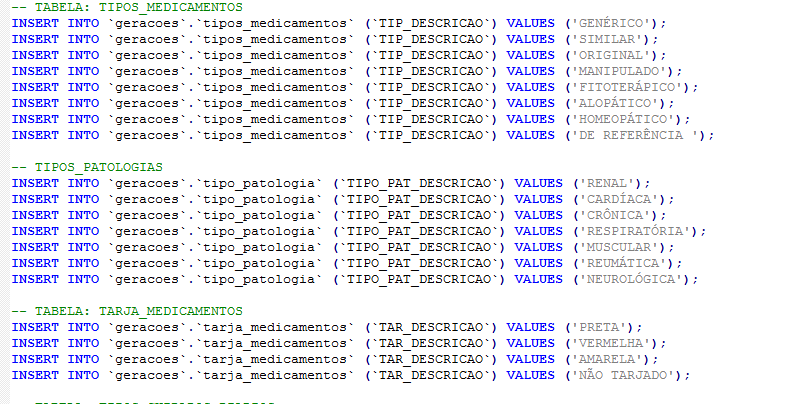 -- TABELA: TIPOS_MEDICAMENTOS
INSERT INTO `geracoes`.`tipos_medicamentos` (`TIP_DESCRICAO`) VALUES ('GENÉRICO');
INSERT INTO `geracoes`.`tipos_medicamentos` (`TIP_DESCRICAO`) VALUES ('SIMILAR');
INSERT INTO `geracoes`.`tipos_medicamentos` (`TIP_DESCRICAO`) VALUES ('ORIGINAL');
INSERT INTO `geracoes`.`tipos_medicamentos` (`TIP_DESCRICAO`) VALUES ('MANIPULADO');
INSERT INTO `geracoes`.`tipos_medicamentos` (`TIP_DESCRICAO`) VALUES ('FITOTERÁPICO');
INSERT INTO `geracoes`.`tipos_medicamentos` (`TIP_DESCRICAO`) VALUES ('ALOPÁTICO');
INSERT INTO `geracoes`.`tipos_medicamentos` (`TIP_DESCRICAO`) VALUES ('HOMEOPÁTICO');
INSERT INTO `geracoes`.`tipos_medicamentos` (`TIP_DESCRICAO`) VALUES ('DE REFERÊNCIA ');
-- TIPOS_PATOLOGIAS
INSERT INTO `geracoes`.`tipo_patologia` (`TIPO_PAT_DESCRICAO`) VALUES ('RENAL');
INSERT INTO `geracoes`.`tipo_patologia` (`TIPO_PAT_DESCRICAO`) VALUES ('CARDÍACA');
INSERT INTO `geracoes`.`tipo_patologia` (`TIPO_PAT_DESCRICAO`) VALUES ('CRÔNICA');
INSERT INTO `geracoes`.`tipo_patologia` (`TIPO_PAT_DESCRICAO`) VALUES ('RESPIRATÓRIA');
INSERT INTO `geracoes`.`tipo_patologia` (`TIPO_PAT_DESCRICAO`) VALUES ('MUSCULAR');
INSERT INTO `geracoes`.`tipo_patologia` (`TIPO_PAT_DESCRICAO`) VALUES ('REUMÁTICA');
INSERT INTO `geracoes`.`tipo_patologia` (`TIPO_PAT_DESCRICAO`) VALUES ('NEUROLÓGICA');
-- TABELA: TARJA_MEDICAMENTOS
INSERT INTO `geracoes`.`tarja_medicamentos` (`TAR_DESCRICAO`) VALUES ('PRETA');
INSERT INTO `geracoes`.`tarja_medicamentos` (`TAR_DESCRICAO`) VALUES ('VERMELHA');
INSERT INTO `geracoes`.`tarja_medicamentos` (`TAR_DESCRICAO`) VALUES ('AMARELA');
INSERT INTO `geracoes`.`tarja_medicamentos` (`TAR_DESCRICAO`) VALUES ('NÃO TARJADO');